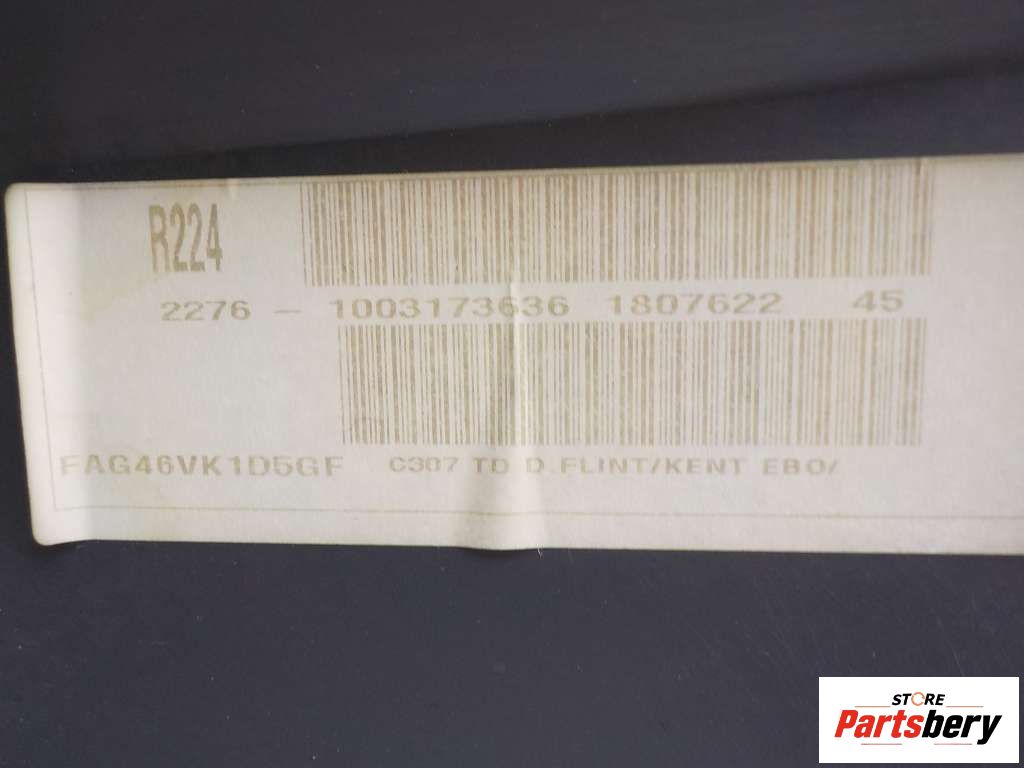 R224
2276 – 1003173636 1807622 45
FAG46VK1D5GF C307 TD D.FLINT/KENT EBO/
STORE
Partsbery